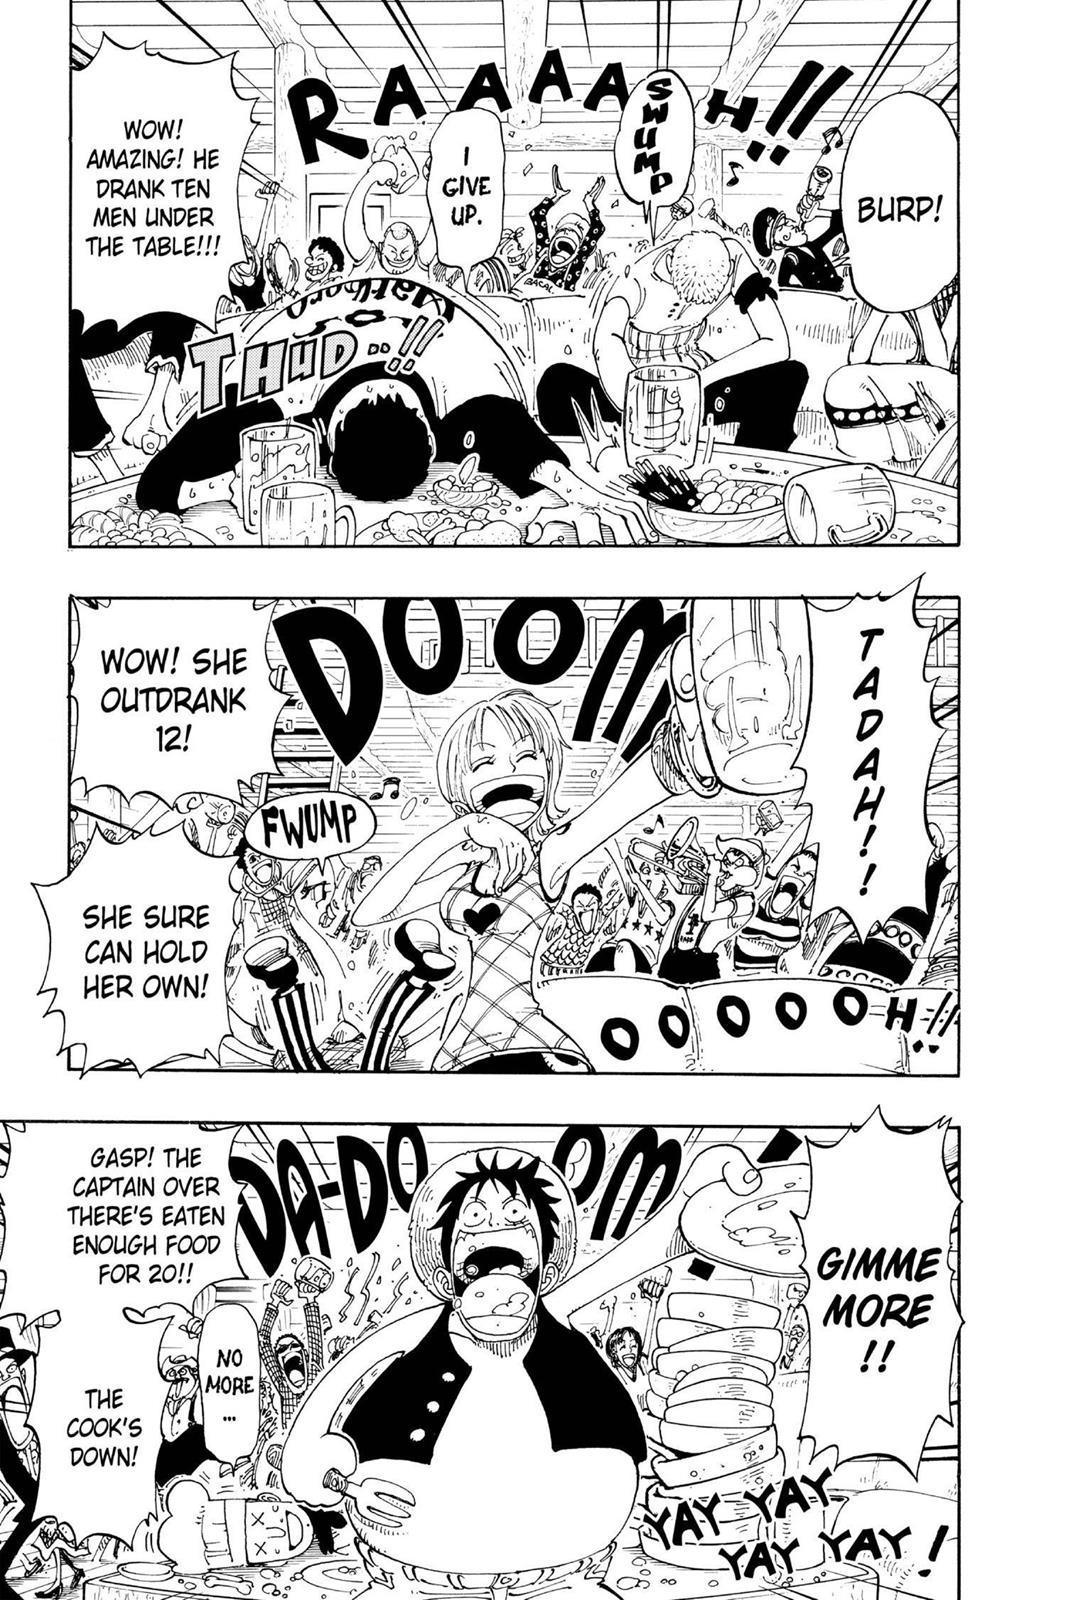 RAAAAAH!!
WOW!
AMAZING! HE
DRANK TEN
MEN UNDER
THE TABLE!!!
I
GIVE
UP.
SWUMP
BURP!
THUD..!!
BACAL
DOOM
WOW! SHE
OUTDRANK
12!
TADAH!!
FWUMP
SHE SURE
CAN HOLD
HER OWN!
OOOOOH!!
DA-DOOM
GASP! THE
CAPTAIN OVER
THERE'S EATEN
ENOUGH FOOD
FOR 20!!
GIMME
MORE
!!
NO
MORE
...
THE
COOK'S
DOWN!
YAY YAY
YAY YAY!